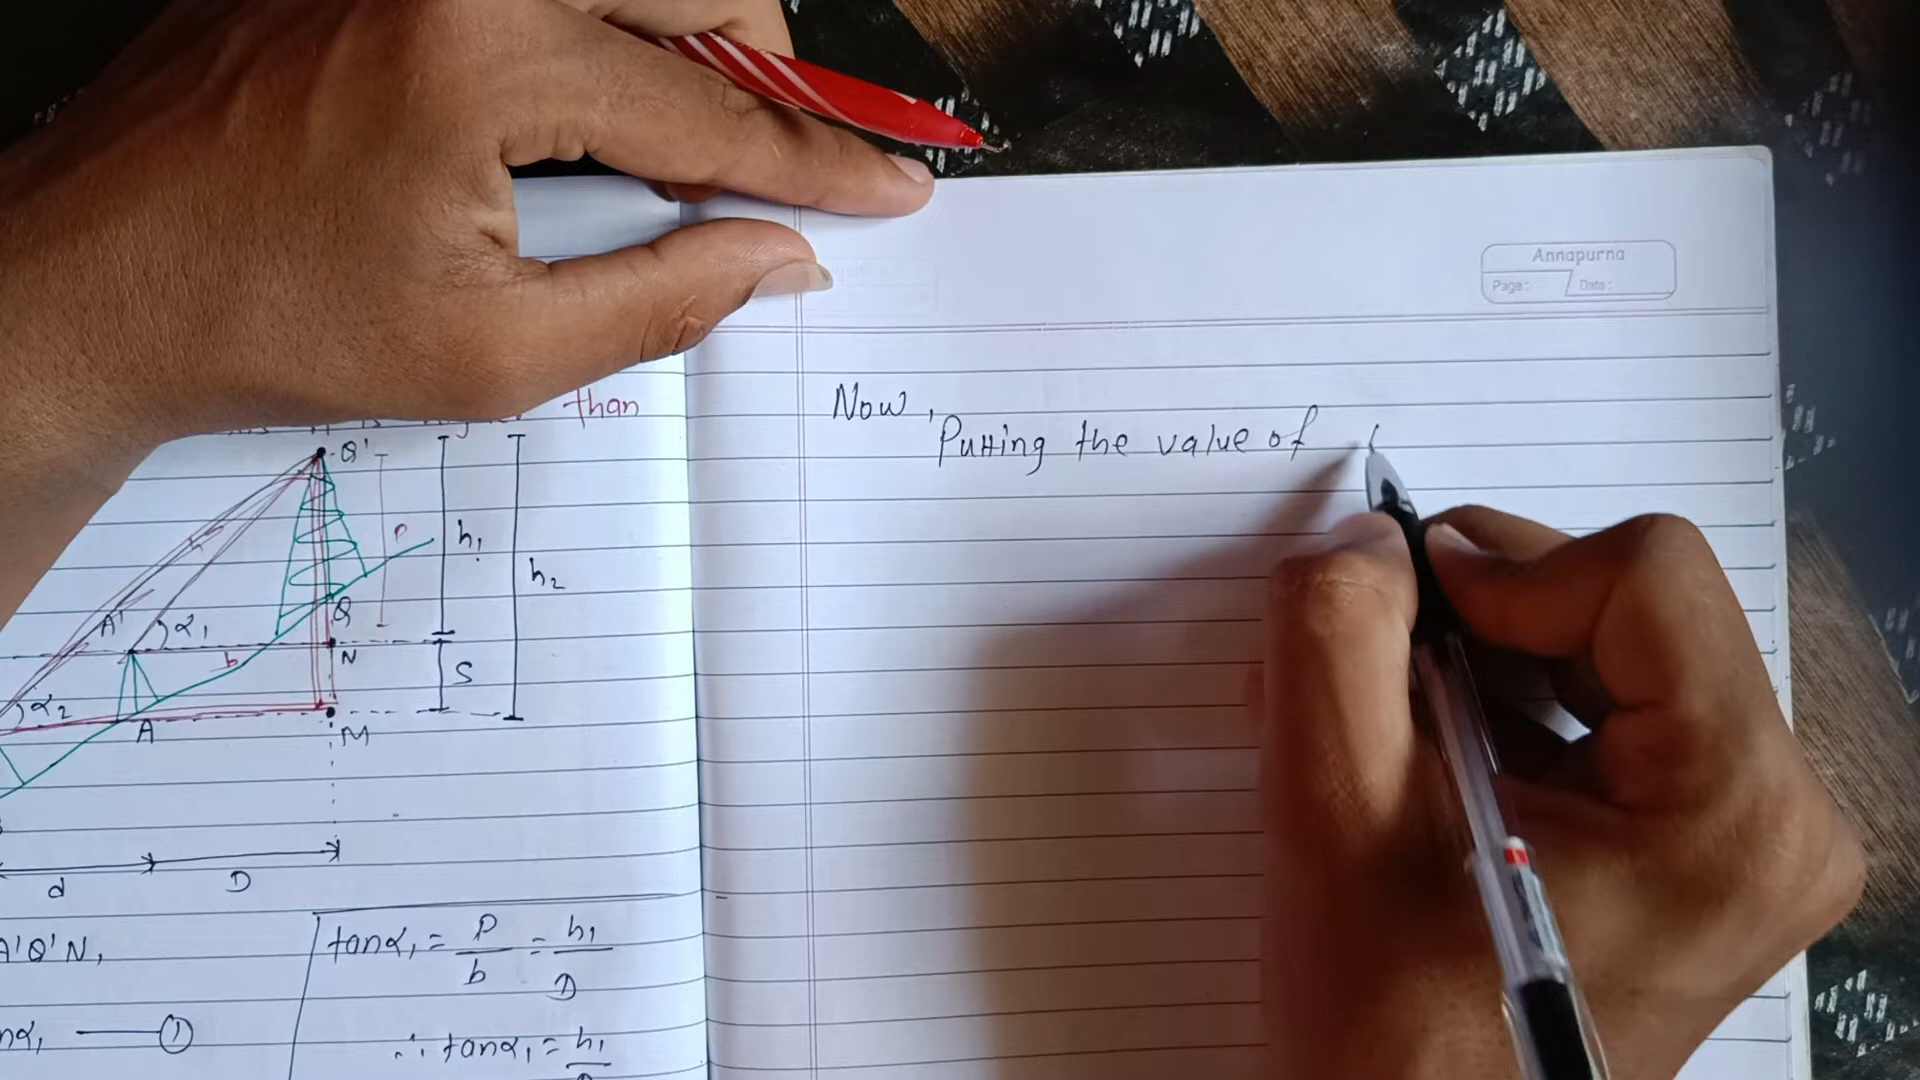 than
Q'
P
h₁
h₂
Q
A'
α₁
b
N
S
α₂
A
M
d
D
A'Q'N,
tanα₁ = P/b = h₁/D
nα₁ —— ①
∴ tanα₁ = h₁
Annapurna
Page:
Date:
Now,
Putting the value of